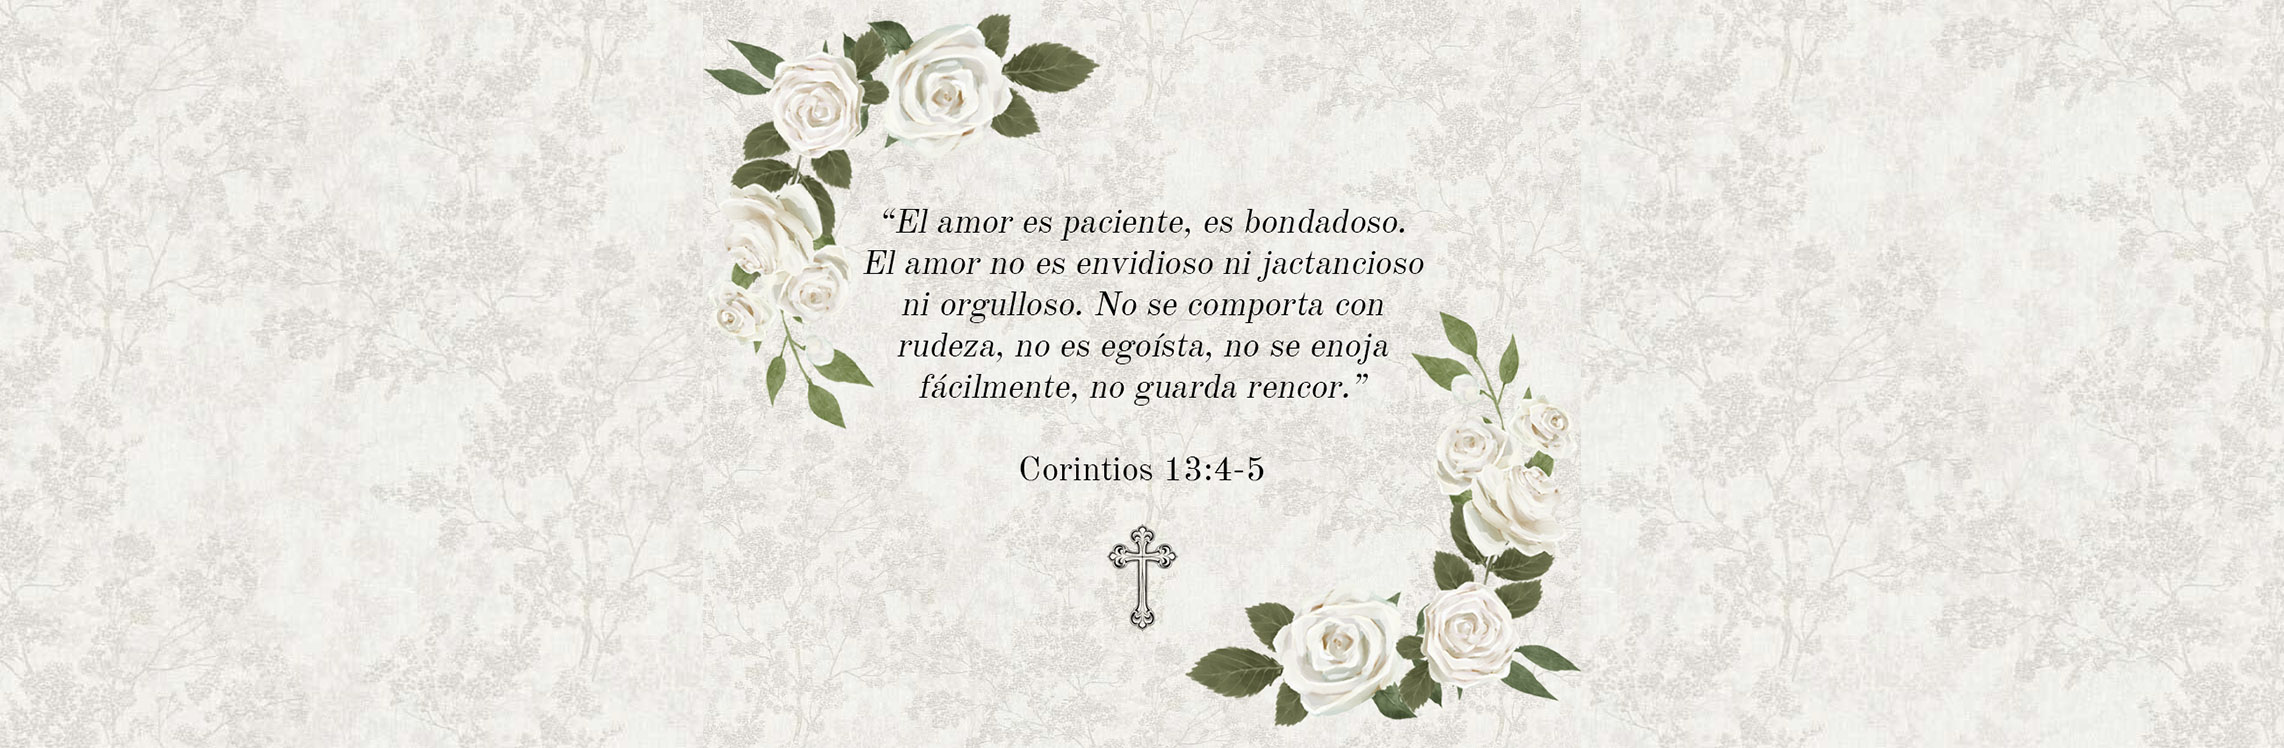 “El amor es paciente, es bondadoso.
El amor no es envidioso ni jactancioso
ni orgulloso. No se comporta con
rudeza, no es egoísta, no se enoja
fácilmente, no guarda rencor.”
Corintios 13:4-5